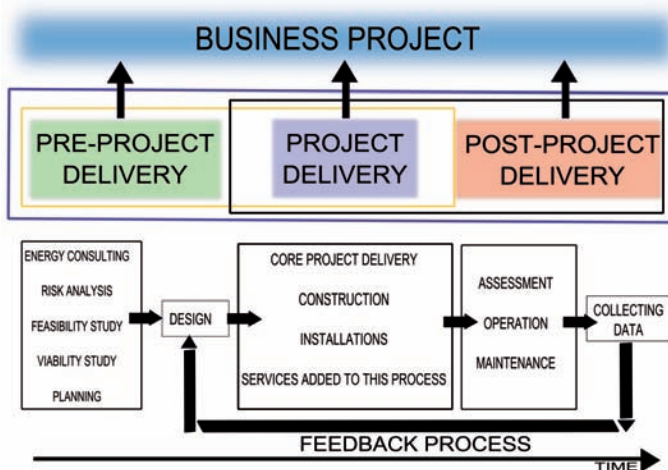 BUSINESS PROJECT
PRE-PROJECT
DELIVERY
PROJECT
DELIVERY
POST-PROJECT
DELIVERY
ENERGY CONSULTING
RISK ANALYSIS
FEASIBILITY STUDY
VIABILITY STUDY
PLANNING
DESIGN
CORE PROJECT DELIVERY
CONSTRUCTION
INSTALLATIONS
SERVICES ADDED TO THIS PROCESS
ASSESSMENT
OPERATION
MAINTENANCE
COLLECTING
DATA
FEEDBACK PROCESS
TIME